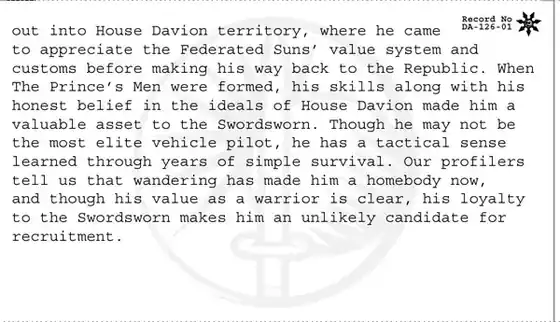 Record No
DA-126-01
out into House Davion territory, where he came
to appreciate the Federated Suns’ value system and
customs before making his way back to the Republic. When
The Prince’s Men were formed, his skills along with his
honest belief in the ideals of House Davion made him a
valuable asset to the Swordsworn. Though he may not be
the most elite vehicle pilot, he has a tactical sense
learned through years of simple survival. Our profilers
tell us that wandering has made him a homebody now,
and though his value as a warrior is clear, his loyalty
to the Swordsworn makes him an unlikely candidate for
recruitment.